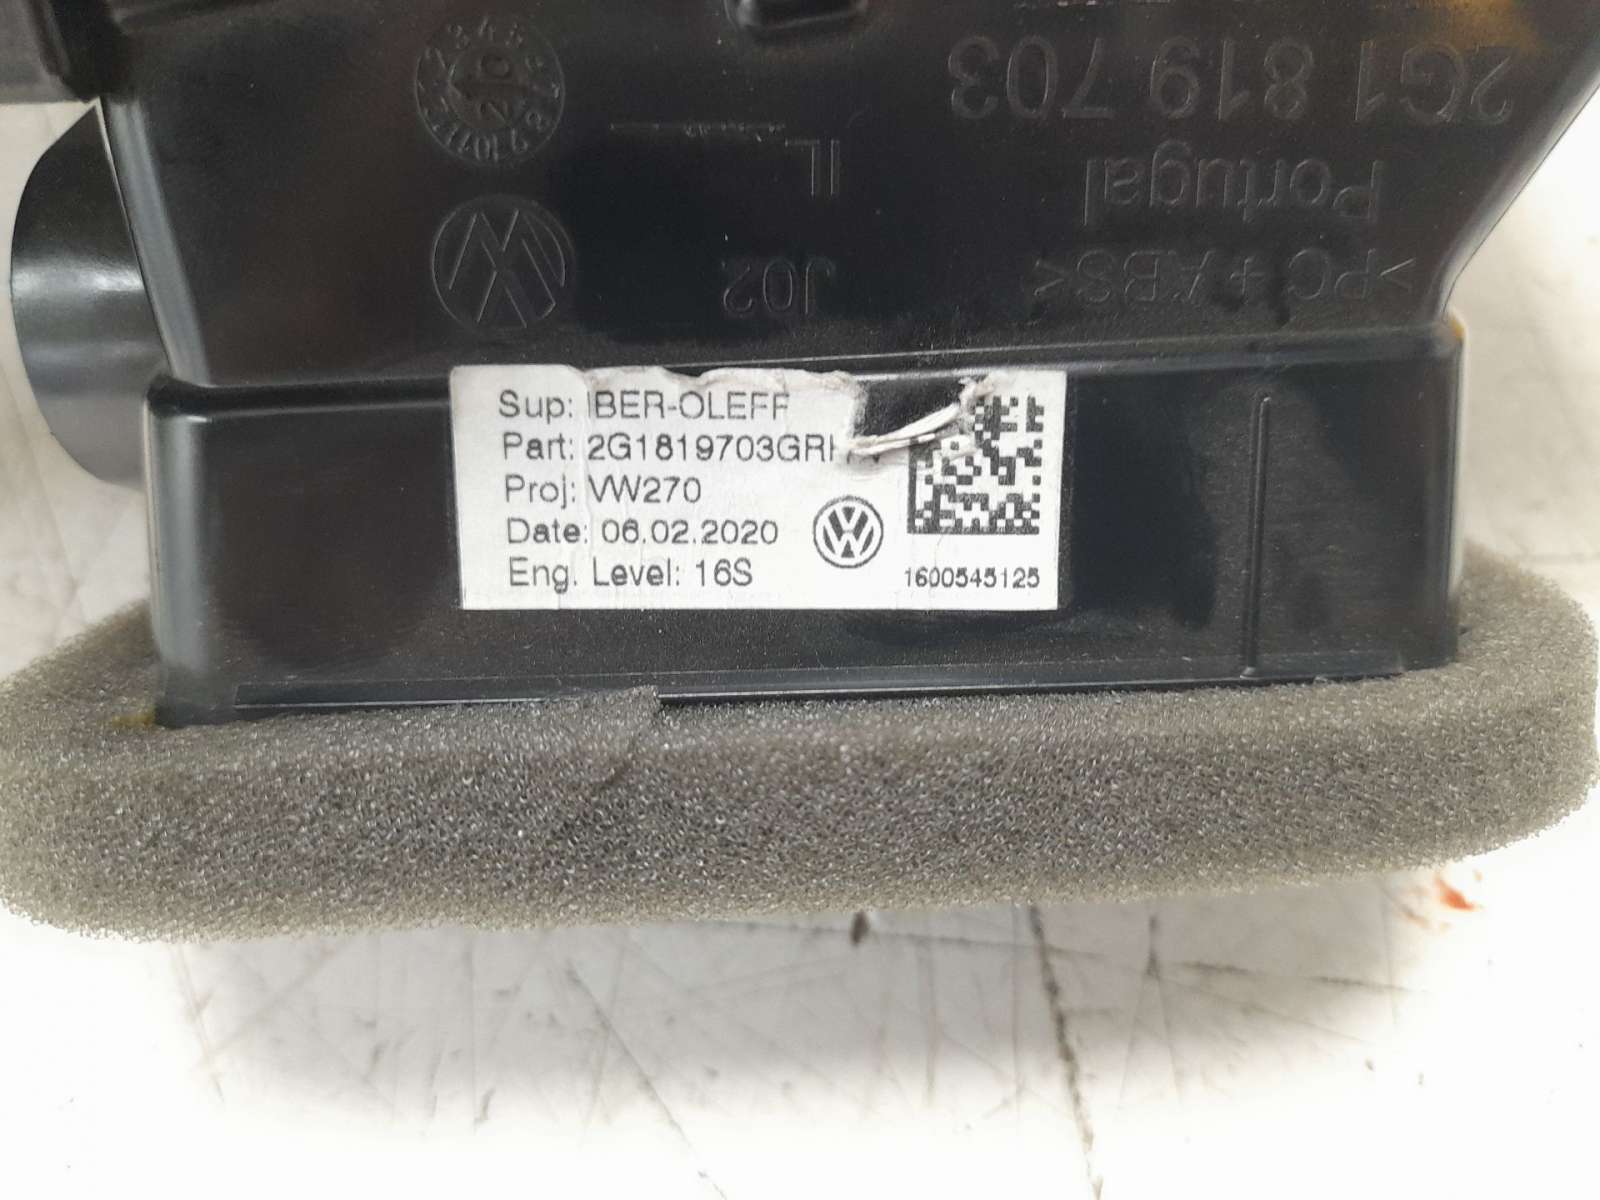 2G1 819 703
Portugal
>PC + ABS<
IL
J02
Sup: IBER-OLEFF
Part: 2G1819703GR
Proj: VW270
Date: 06.02.2020
Eng. Level: 16S
1600545125